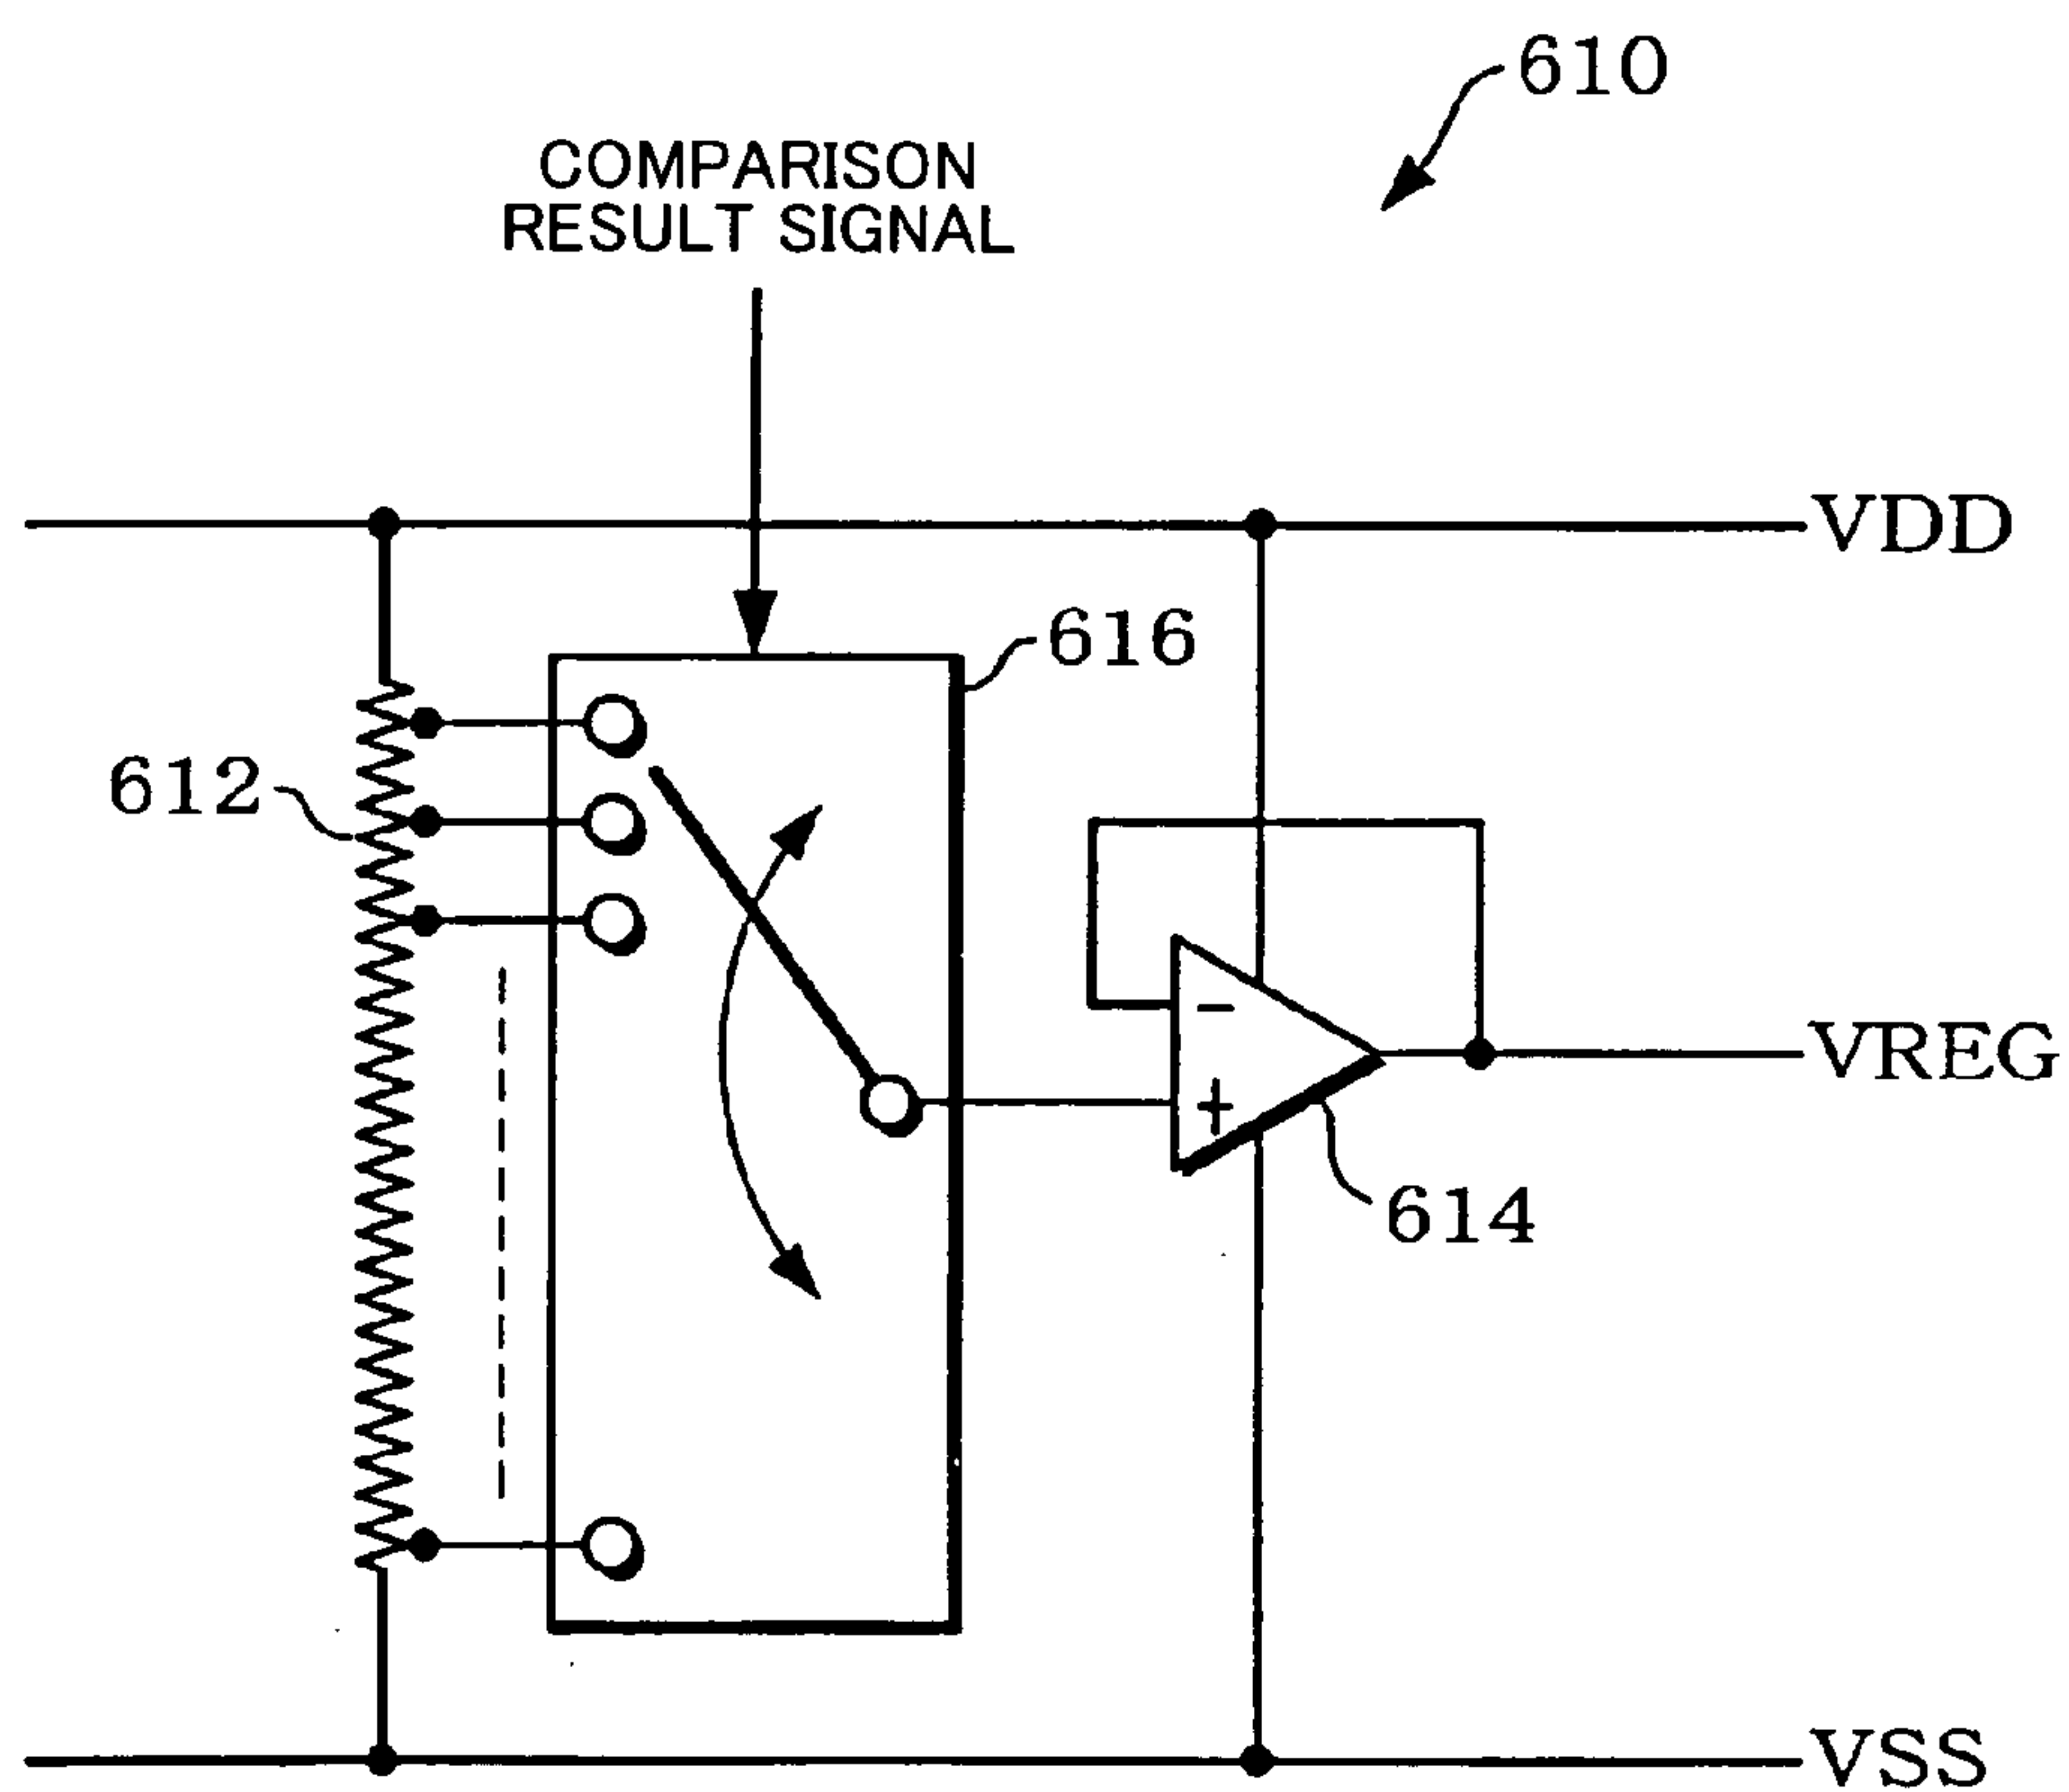 610
COMPARISON
RESULT SIGNAL
VDD
616
612
-
VREG
+
614
VSS